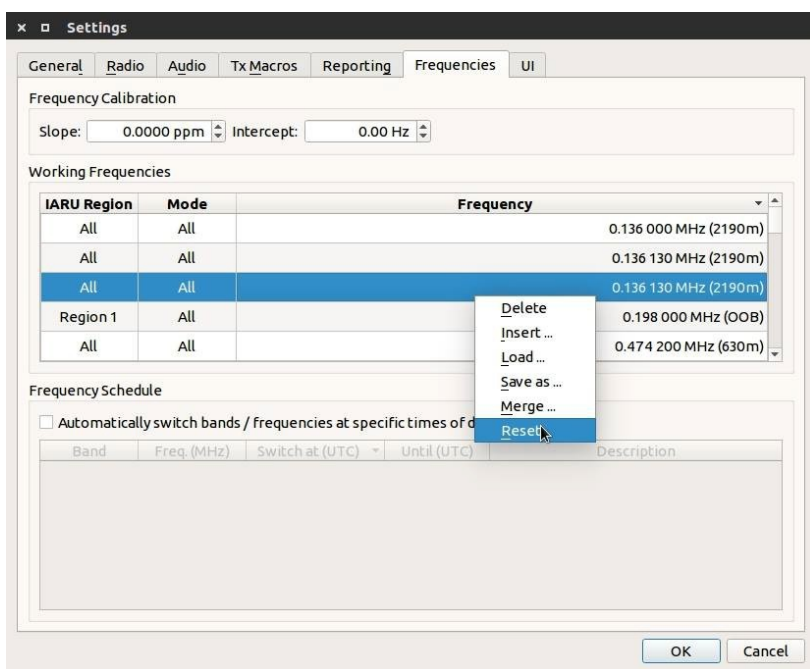 Settings
General Radio Audio Tx Macros Reporting Frequencies UI
Frequency Calibration
Slope: 0.0000 ppm Intercept: 0.00 Hz
Working Frequencies
IARU Region Mode Frequency
All All 0.136 000 MHz (2190m)
All All 0.136 130 MHz (2190m)
All All 0.136 130 MHz (2190m)
Region 1 All 0.198 000 MHz (OOB)
All All 0.474 200 MHz (630m)
Delete
Insert ...
Load ...
Save as ...
Merge ...
Reset
Frequency Schedule
Automatically switch bands / frequencies at specific times of d
Band Freq. (MHz) Switch at (UTC) Until (UTC) Description
OK Cancel